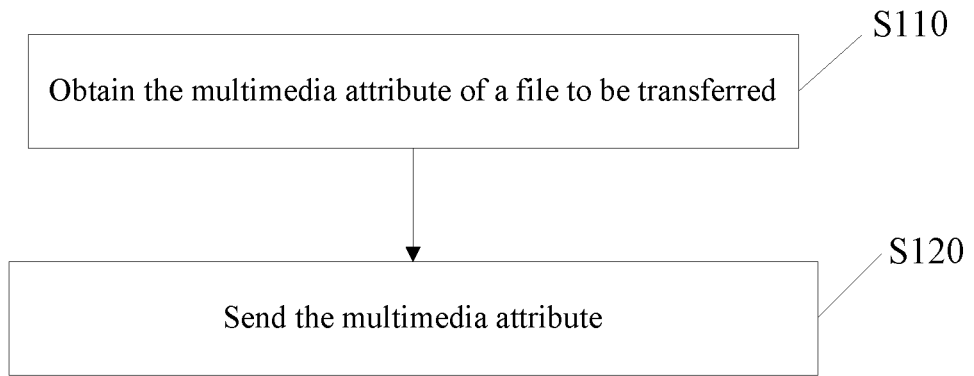 S110
Obtain the multimedia attribute of a file to be transferred
S120
Send the multimedia attribute